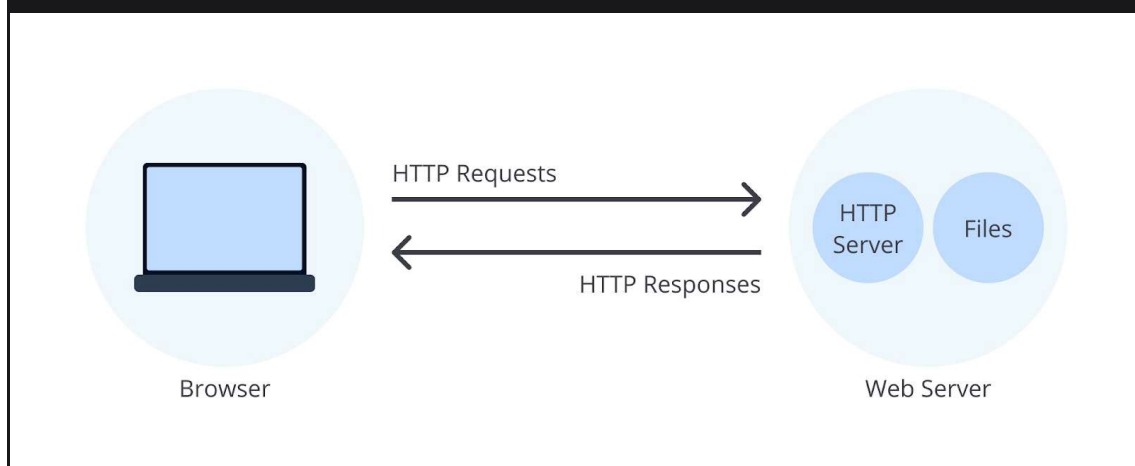 HTTP Requests
HTTP
Server
Files
HTTP Responses
Browser
Web Server